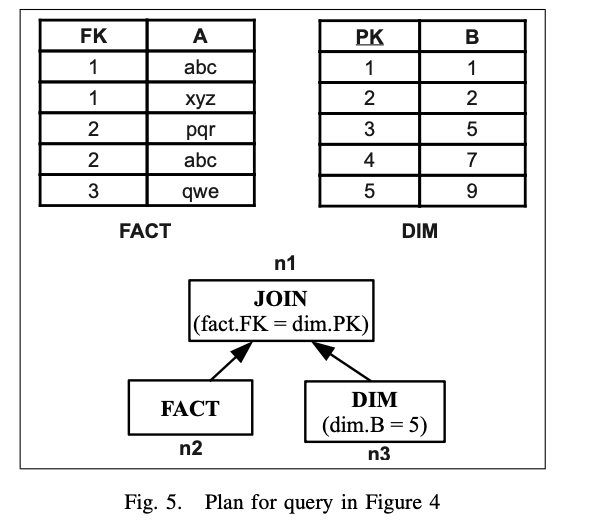 FK A
1 abc
1 xyz
2 pqr
2 abc
3 qwe
FACT
PK B
1 1
2 2
3 5
4 7
5 9
DIM
n1
JOIN
(fact.FK = dim.PK)
FACT
n2
DIM
(dim.B = 5)
n3
Fig. 5. Plan for query in Figure 4